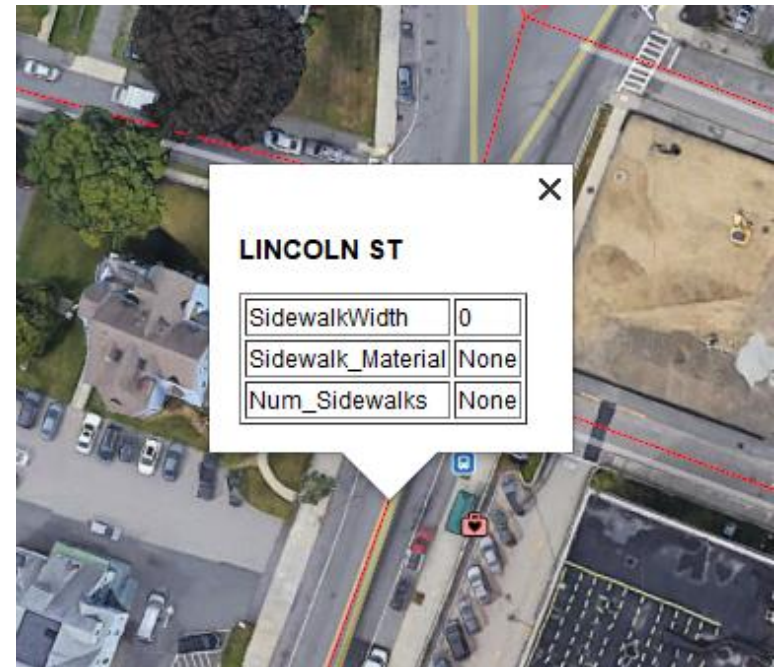 LINCOLN ST
SidewalkWidth 0
Sidewalk_Material None
Num_Sidewalks None